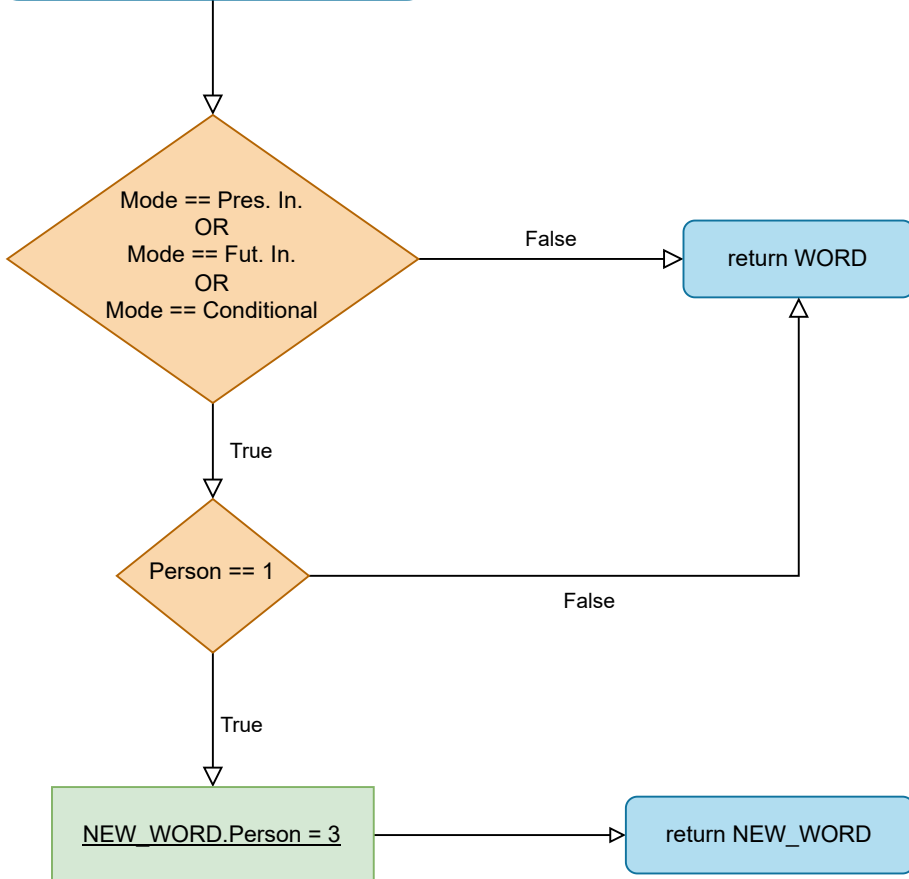 Mode == Pres. In.
OR
Mode == Fut. In.
OR
Mode == Conditional
False
return WORD
True
Person == 1
False
True
NEW_WORD.Person = 3
return NEW_WORD